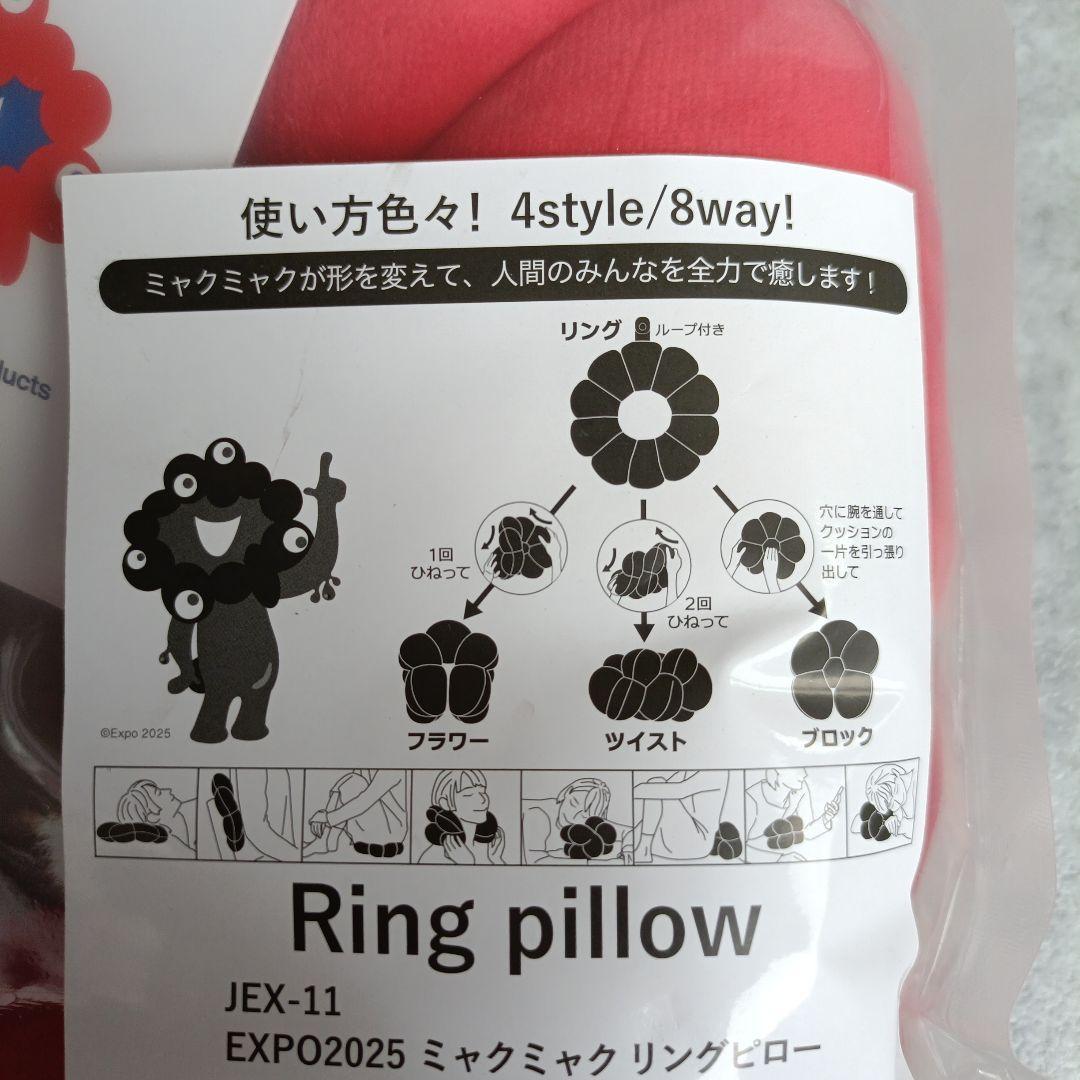 使い方色々! 4style/8way!
ミャクミャクが形を変えて、人間のみんなを全力で癒します!
リング
ループ付き
ducts
1回
ひねって
2回
ひねって
穴に腕を通して
クッションの
一片を引っ張り
出して
©Expo 2025
フラワー
ツイスト
ブロック
Ring pillow
JEX-11
EXPO2025 ミャクミャク リングピロー